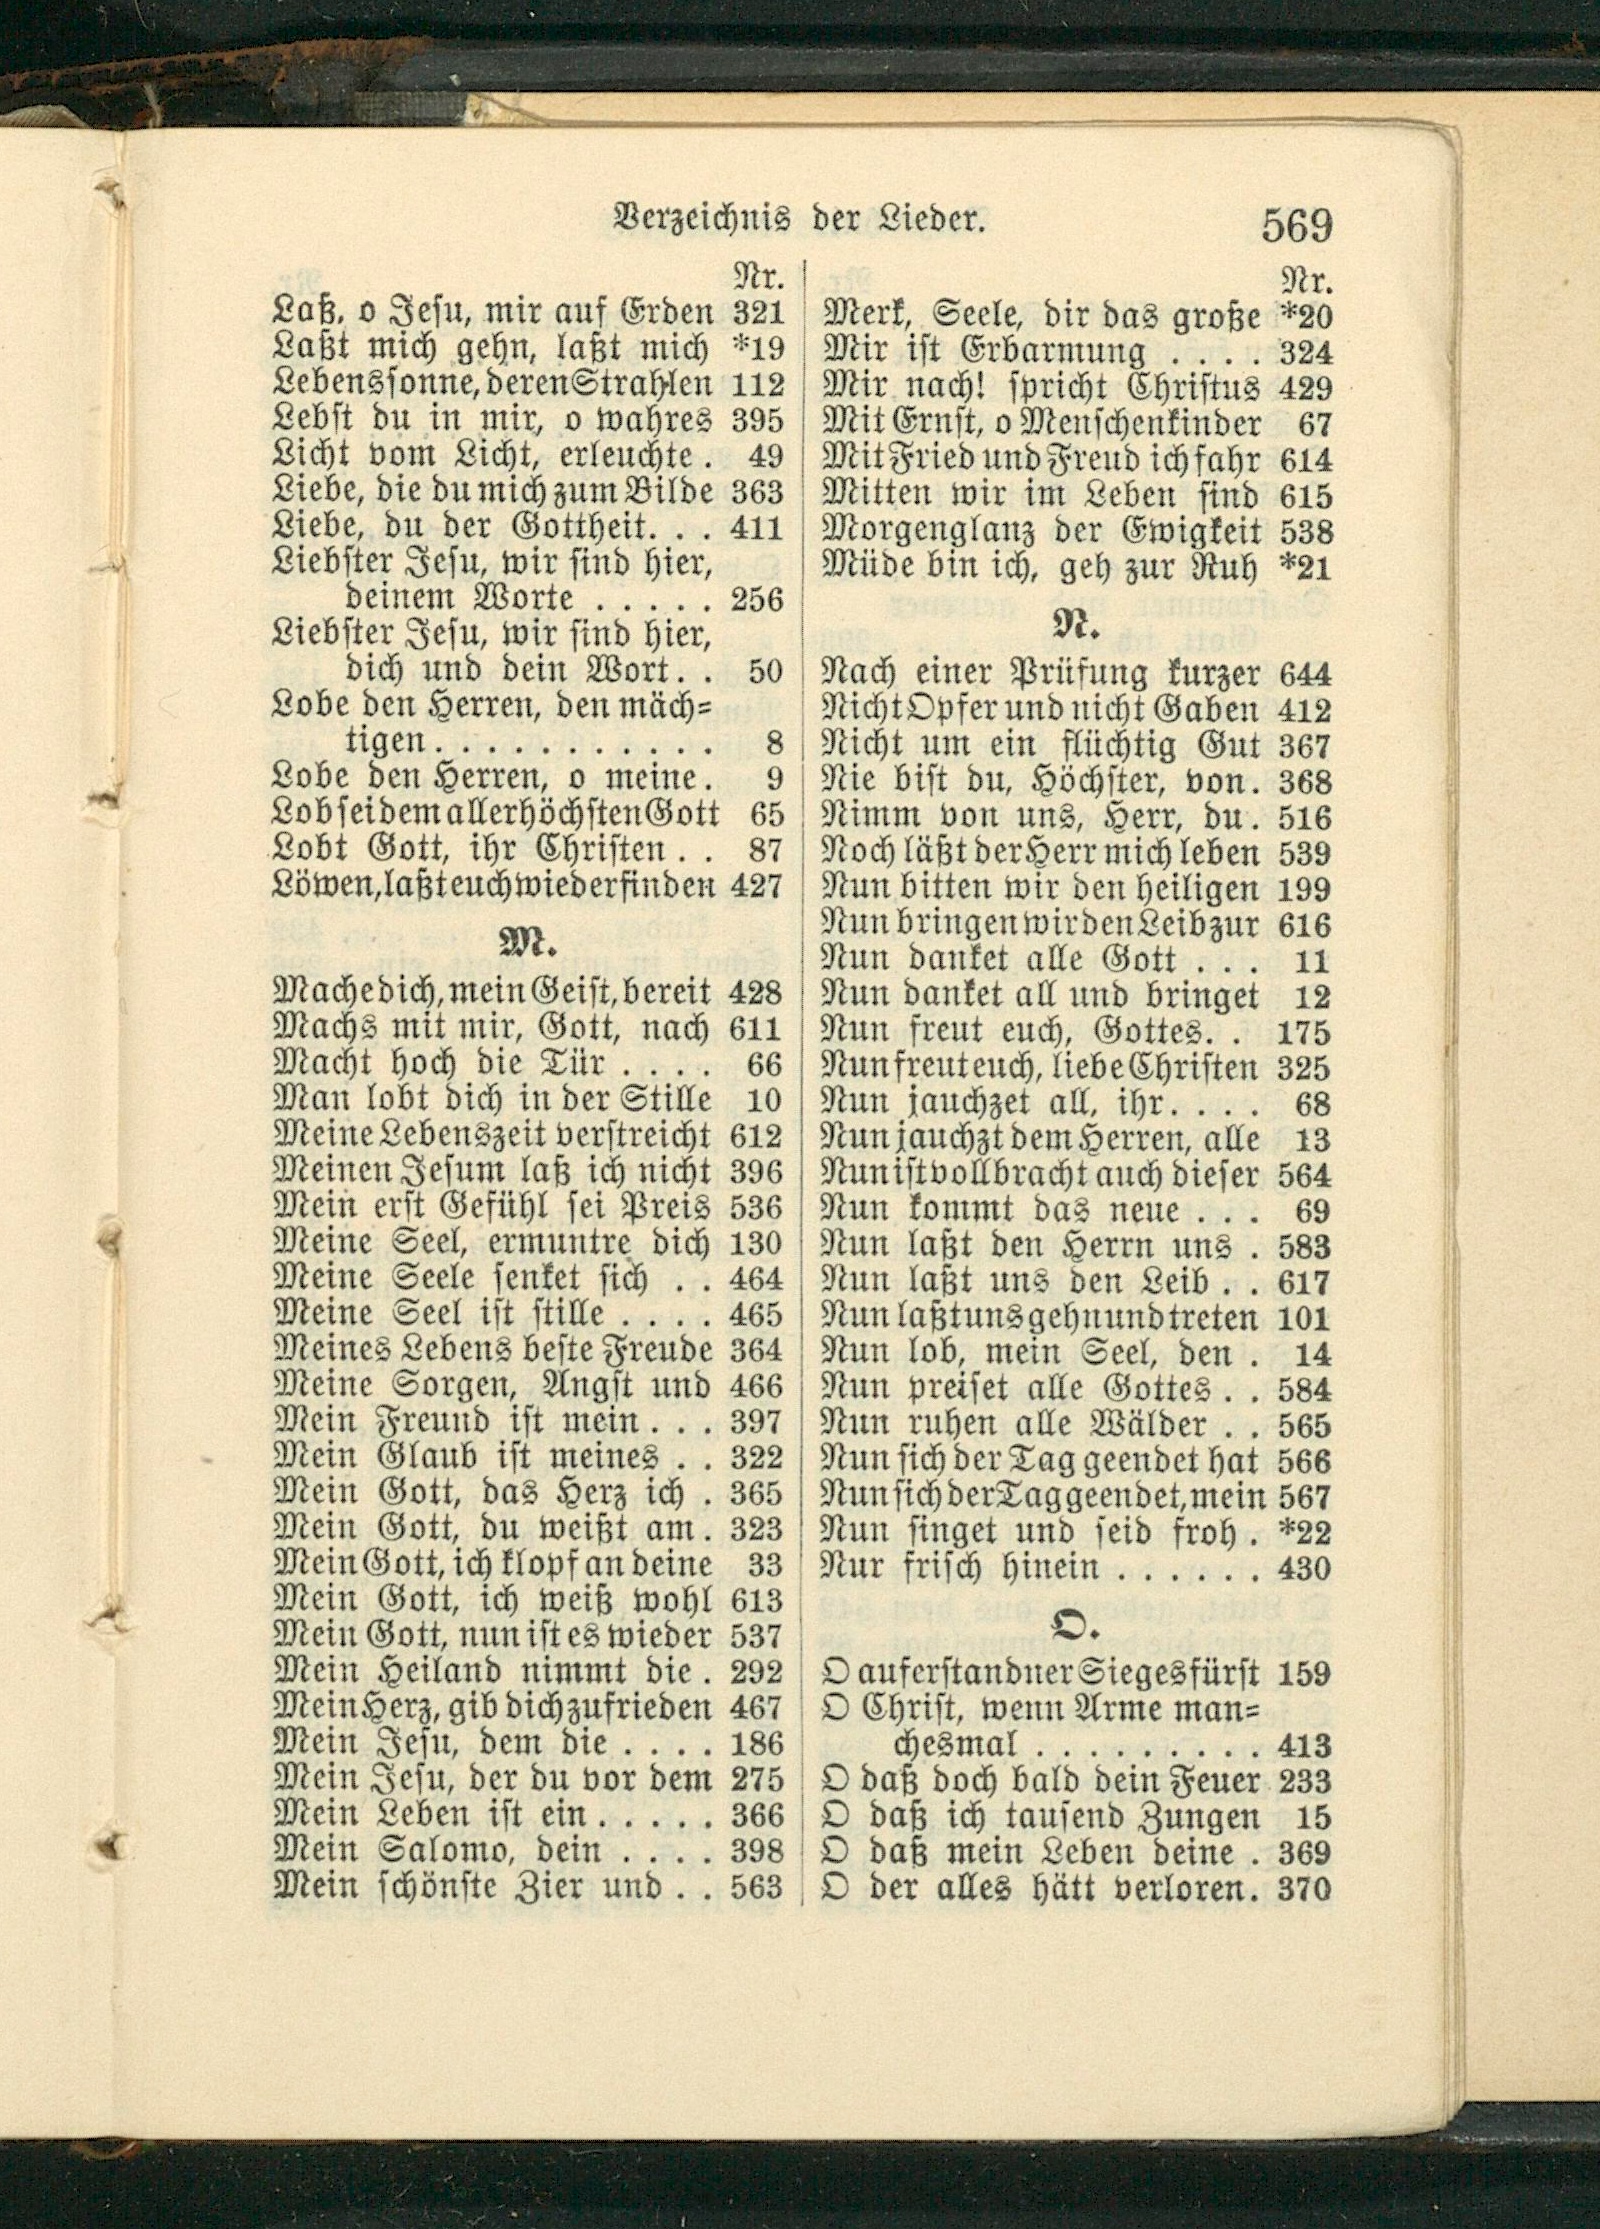 Verzeichnis der Lieder. 569
Nr.
Laß, o Jesu, mir auf Erden 321
Laßt mich gehn, laßt mich *19
Lebenssonne, deren Strahlen 112
Lebst du in mir, o wahres 395
Licht vom Licht, erleuchte . 49
Liebe, die du mich zum Bilde 363
Liebe, du der Gottheit . . . 411
Liebster Jesu, wir sind hier,
deinem Worte . . . . . 256
Liebster Jesu, wir sind hier,
dich und dein Wort . . 50
Lobe den Herren, den mäch=
tigen . . . . . . . . . . . 8
Lobe den Herren, o meine . 9
Lob sei dem allerhöchsten Gott 65
Lobt Gott, ihr Christen . . 87
Löwen, laßt euch wiederfinden 427
M.
Mache dich, mein Geist, bereit 428
Machs mit mir, Gott, nach 611
Macht hoch die Tür . . . . 66
Man lobt dich in der Stille 10
Meine Lebenszeit verstreicht 612
Meinen Jesum laß ich nicht 396
Mein erst Gefühl sei Preis 536
Meine Seel, ermuntre dich 130
Meine Seele senket sich . . 464
Meine Seel ist stille . . . . 465
Meines Lebens beste Freude 364
Meine Sorgen, Angst und 466
Mein Freund ist mein . . . 397
Mein Glaub ist meines . . 322
Mein Gott, das Herz ich . 365
Mein Gott, du weißt am . 323
Mein Gott, ich klopf an deine 33
Mein Gott, ich weiß wohl 613
Mein Gott, nun ist es wieder 537
Mein Heiland nimmt die . 292
Mein Herz, gib dich zufrieden 467
Mein Jesu, dem die . . . . 186
Mein Jesu, der du vor dem 275
Mein Leben ist ein . . . . . 366
Mein Salomo, dein . . . . 398
Mein schönste Zier und . . 563
Nr.
Merk, Seele, dir das große *20
Mir ist Erbarmung . . . . 324
Mir nach! spricht Christus 429
Mit Ernst, o Menschenkinder 67
Mit Fried und Freud ich fahr 614
Mitten wir im Leben sind 615
Morgenglanz der Ewigkeit 538
Müde bin ich, geh zur Ruh *21
N.
Nach einer Prüfung kurzer 644
Nicht Opfer und nicht Gaben 412
Nicht um ein flüchtig Gut 367
Nie bist du, Höchster, von . 368
Nimm von uns, Herr, du . 516
Noch läßt der Herr mich leben 539
Nun bitten wir den heiligen 199
Nun bringen wir den Leib zur 616
Nun danket alle Gott . . . 11
Nun danket all und bringet 12
Nun freut euch, Gottes . . 175
Nun freut euch, liebe Christen 325
Nun jauchzet all, ihr . . . . 68
Nun jauchzt dem Herren, alle 13
Nun ist vollbracht auch dieser 564
Nun kommt das neue . . . 69
Nun laßt den Herrn uns . 583
Nun laßt uns den Leib . . 617
Nun laßt uns gehn und treten 101
Nun lob, mein Seel, den . 14
Nun preiset alle Gottes . . 584
Nun ruhen alle Wälder . . 565
Nun sich der Tag geendet hat 566
Nun sich der Tag geendet, mein 567
Nun singet und seid froh . *22
Nur frisch hinein . . . . . . 430
O.
O auferstandner Siegesfürst 159
O Christ, wenn Arme man=
chesmal . . . . . . . . . 413
O daß doch bald dein Feuer 233
O daß ich tausend Zungen 15
O daß mein Leben deine . 369
O der alles hätt verloren . 370